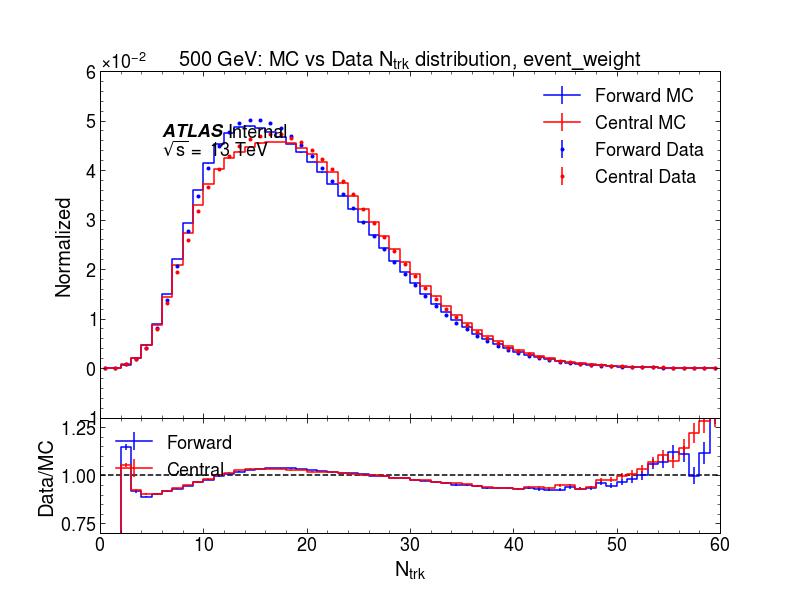 ×10⁻² 500 GeV: MC vs Data N_trk distribution, event_weight
6
5
4
3
2
1
0
−1
Normalized
ATLAS Internal
√s = 13 TeV
Forward MC
Central MC
Forward Data
Central Data
1.25
1.00
0.75
Data/MC
Forward
Central
0 10 20 30 40 50 60
N_trk